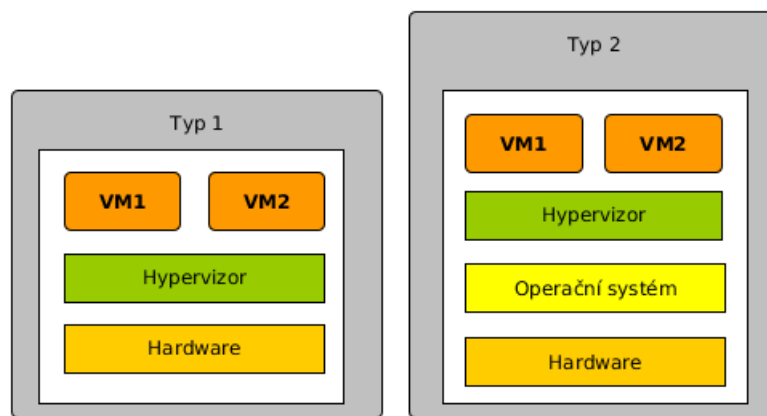 Typ 1
VM1 VM2
Hypervizor
Hardware
Typ 2
VM1 VM2
Hypervizor
Operační systém
Hardware